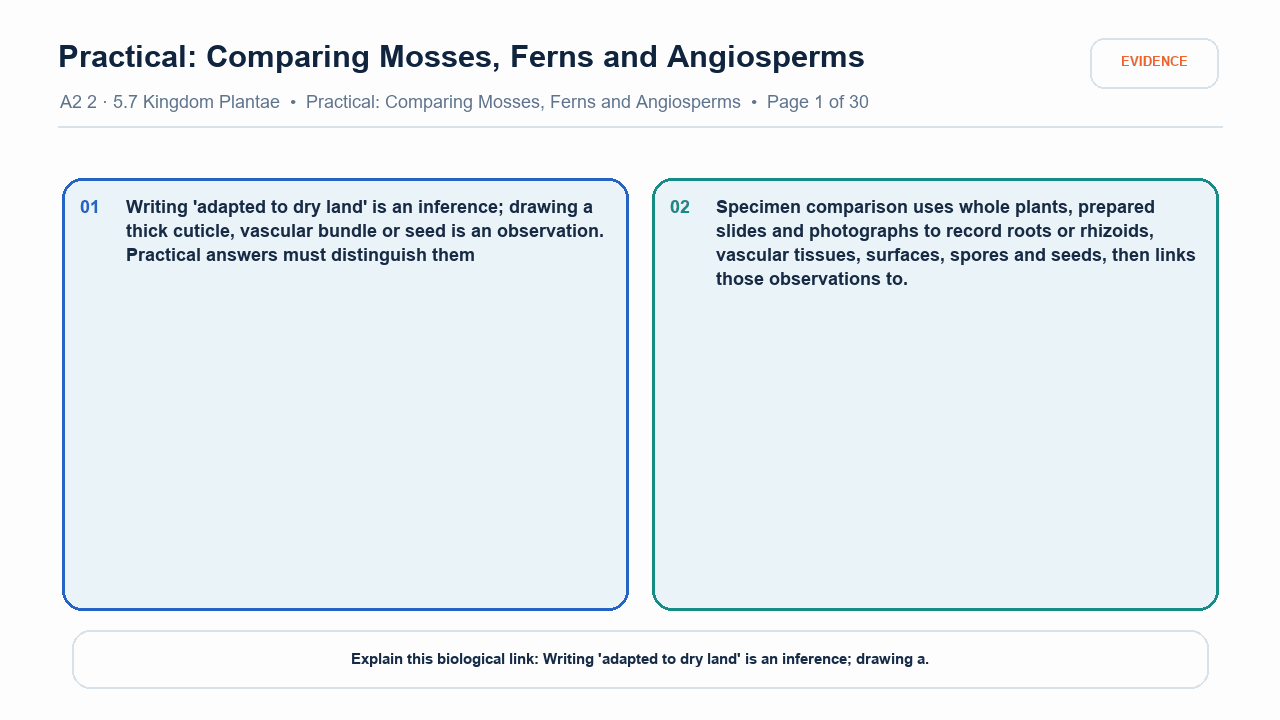 Practical: Comparing Mosses, Ferns and Angiosperms
EVIDENCE
A2 2 · 5.7 Kingdom Plantae • Practical: Comparing Mosses, Ferns and Angiosperms • Page 1 of 30
01
Writing 'adapted to dry land' is an inference; drawing a
thick cuticle, vascular bundle or seed is an observation.
Practical answers must distinguish them
02
Specimen comparison uses whole plants, prepared
slides and photographs to record roots or rhizoids,
vascular tissues, surfaces, spores and seeds, then links
those observations to.
Explain this biological link: Writing 'adapted to dry land' is an inference; drawing a.